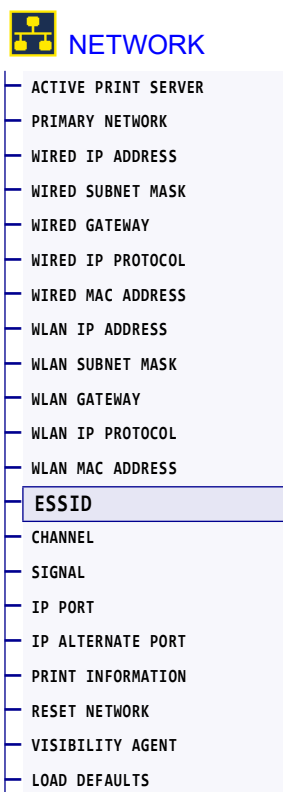 NETWORK
ACTIVE PRINT SERVER
PRIMARY NETWORK
WIRED IP ADDRESS
WIRED SUBNET MASK
WIRED GATEWAY
WIRED IP PROTOCOL
WIRED MAC ADDRESS
WLAN IP ADDRESS
WLAN SUBNET MASK
WLAN GATEWAY
WLAN IP PROTOCOL
WLAN MAC ADDRESS
ESSID
CHANNEL
SIGNAL
IP PORT
IP ALTERNATE PORT
PRINT INFORMATION
RESET NETWORK
VISIBILITY AGENT
LOAD DEFAULTS